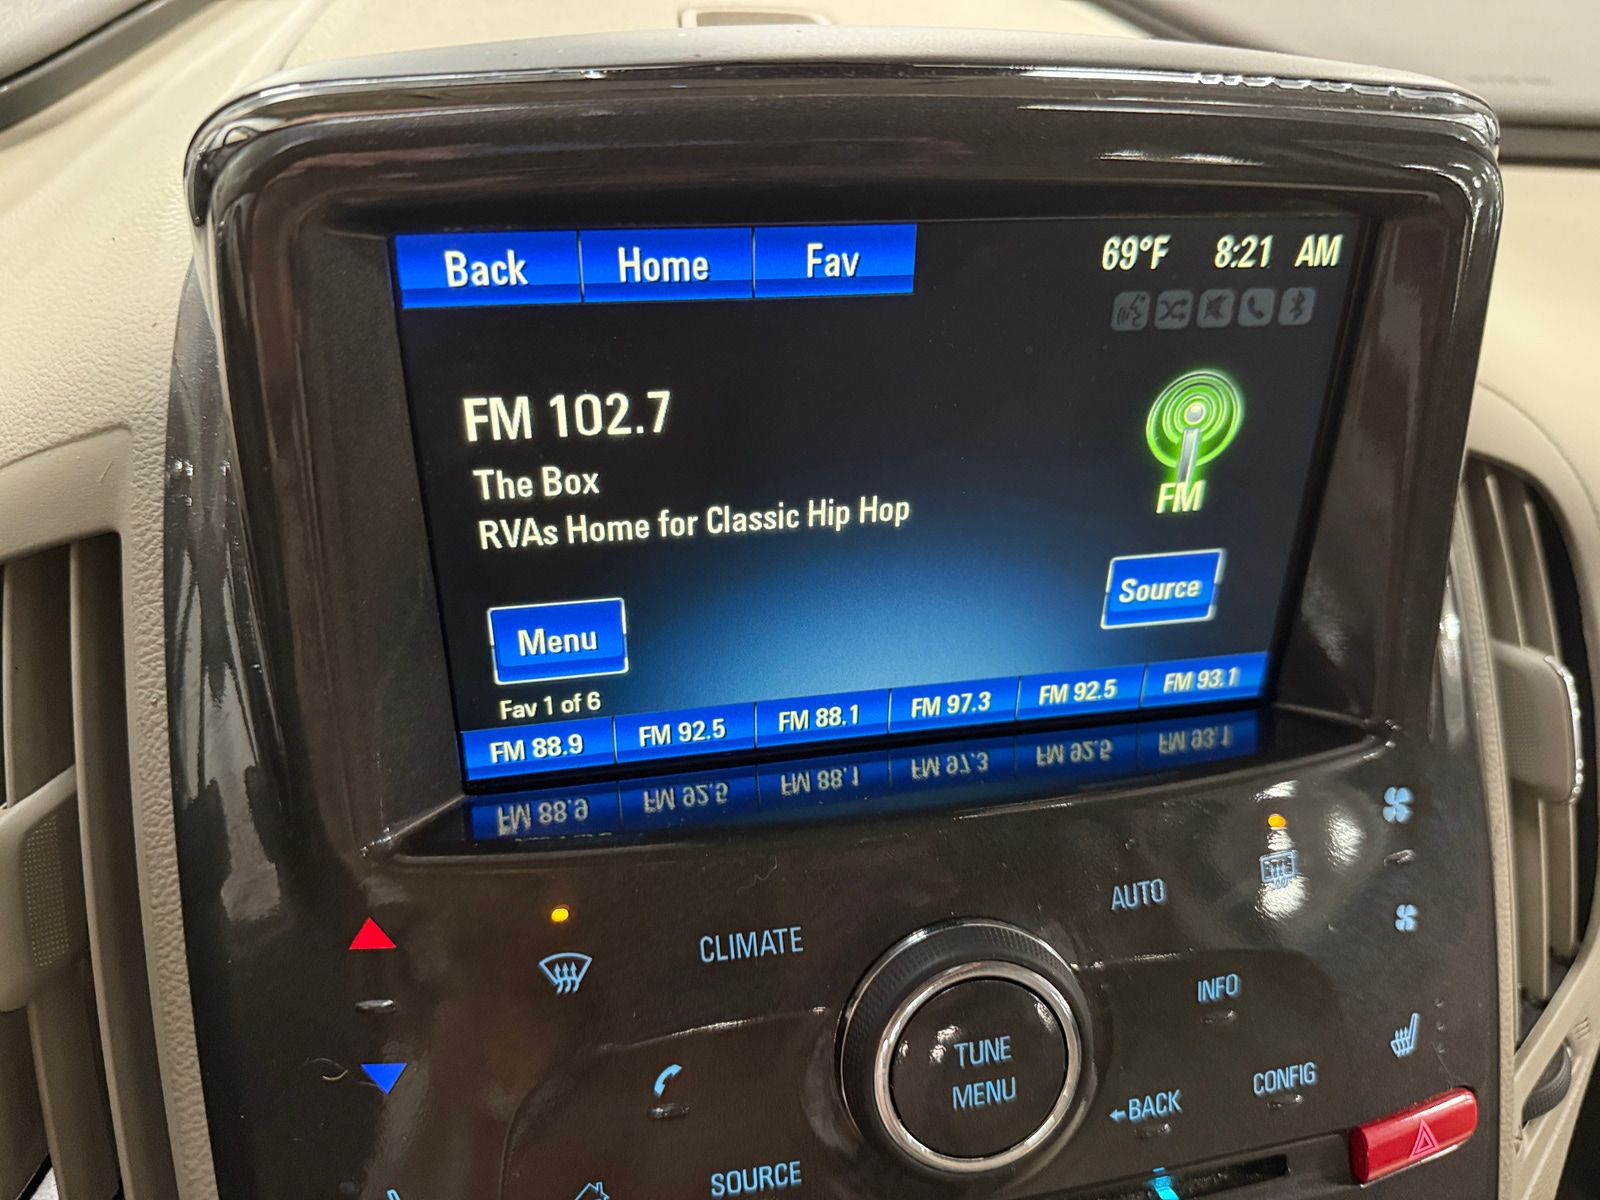 Back Home Fav 69°F 8:21 AM
FM 102.7
The Box
RVAs Home for Classic Hip Hop
FM
Source
Menu
Fav 1 of 6
FM 88.9 FM 92.5 FM 88.1 FM 97.3 FM 92.5 FM 93.1
AUTO
CLIMATE
INFO
TUNE
MENU
CONFIG
←BACK
SOURCE